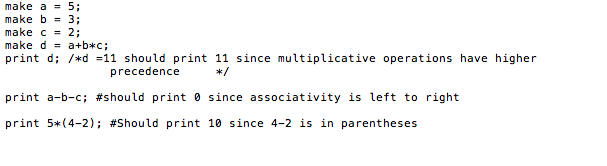 make a = 5;
make b = 3;
make c = 2;
make d = a+b*c;
print d; /*d =11 should print 11 since multiplicative operations have higher
precedence */
print a-b-c; #should print 0 since associativity is left to right
print 5*(4-2); #Should print 10 since 4-2 is in parentheses